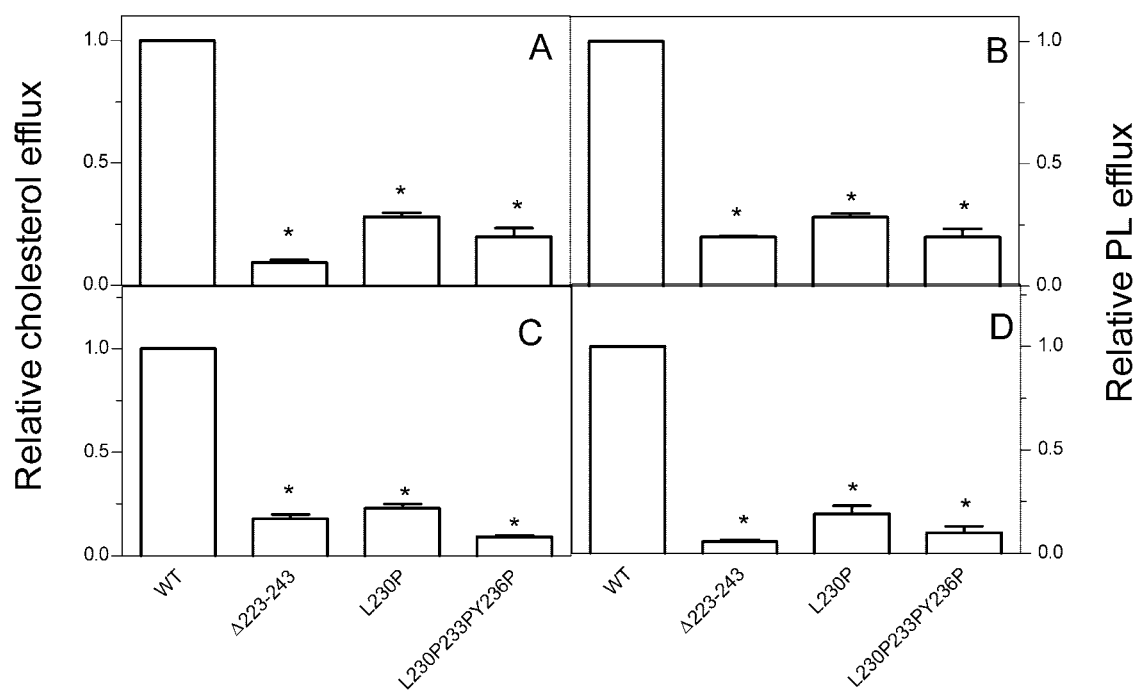 Relative cholesterol efflux
Relative PL efflux
A
1.0
0.5
0.0
*
*
*
B
1.0
0.5
0.0
*
*
*
C
1.0
0.5
0.0
*
*
*
D
1.0
0.5
0.0
*
*
*
WT
Δ223-243
L230P
L230P233PY236P
WT
Δ223-243
L230P
L230P233PY236P